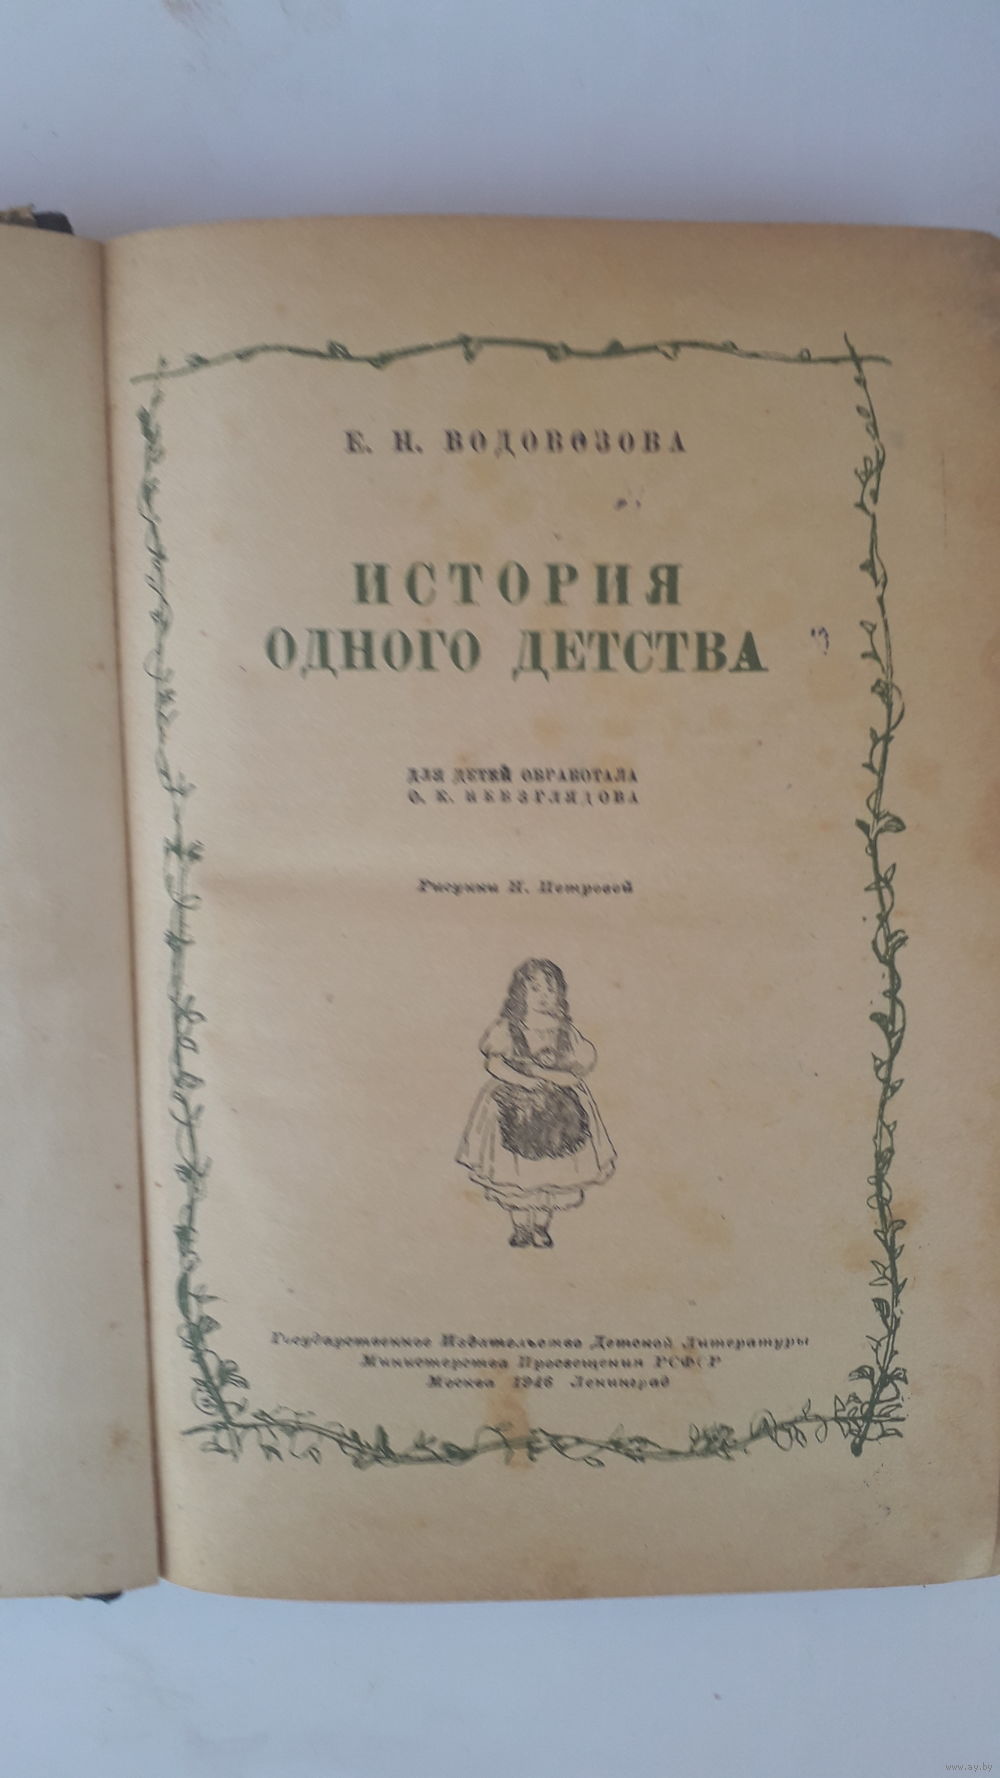 Е. Н. ВОДОВОЗОВА
ИСТОРИЯ
ОДНОГО ДЕТСТВА
ДЛЯ ДЕТЕЙ ОБРАБОТАЛА
О. К. НЕВЗГЛЯДОВА
Рисунки Н. Петровой
Государственное Издательство Детской Литературы
Министерства Просвещения РСФСР
Москва 1946 Ленинград
www.ay.by